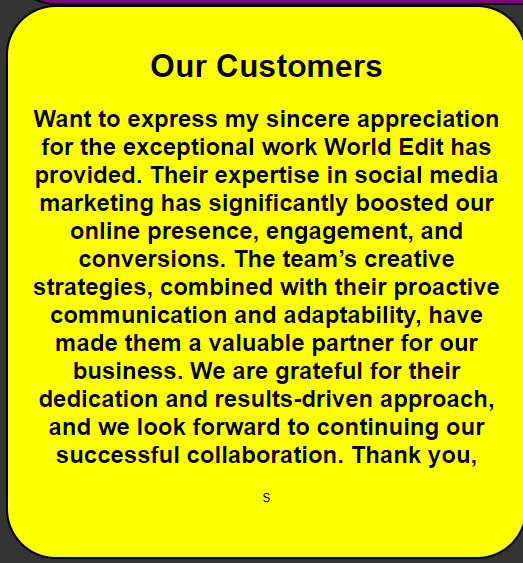 Our Customers
Want to express my sincere appreciation
for the exceptional work World Edit has
provided. Their expertise in social media
marketing has significantly boosted our
online presence, engagement, and
conversions. The team’s creative
strategies, combined with their proactive
communication and adaptability, have
made them a valuable partner for our
business. We are grateful for their
dedication and results-driven approach,
and we look forward to continuing our
successful collaboration. Thank you,
s